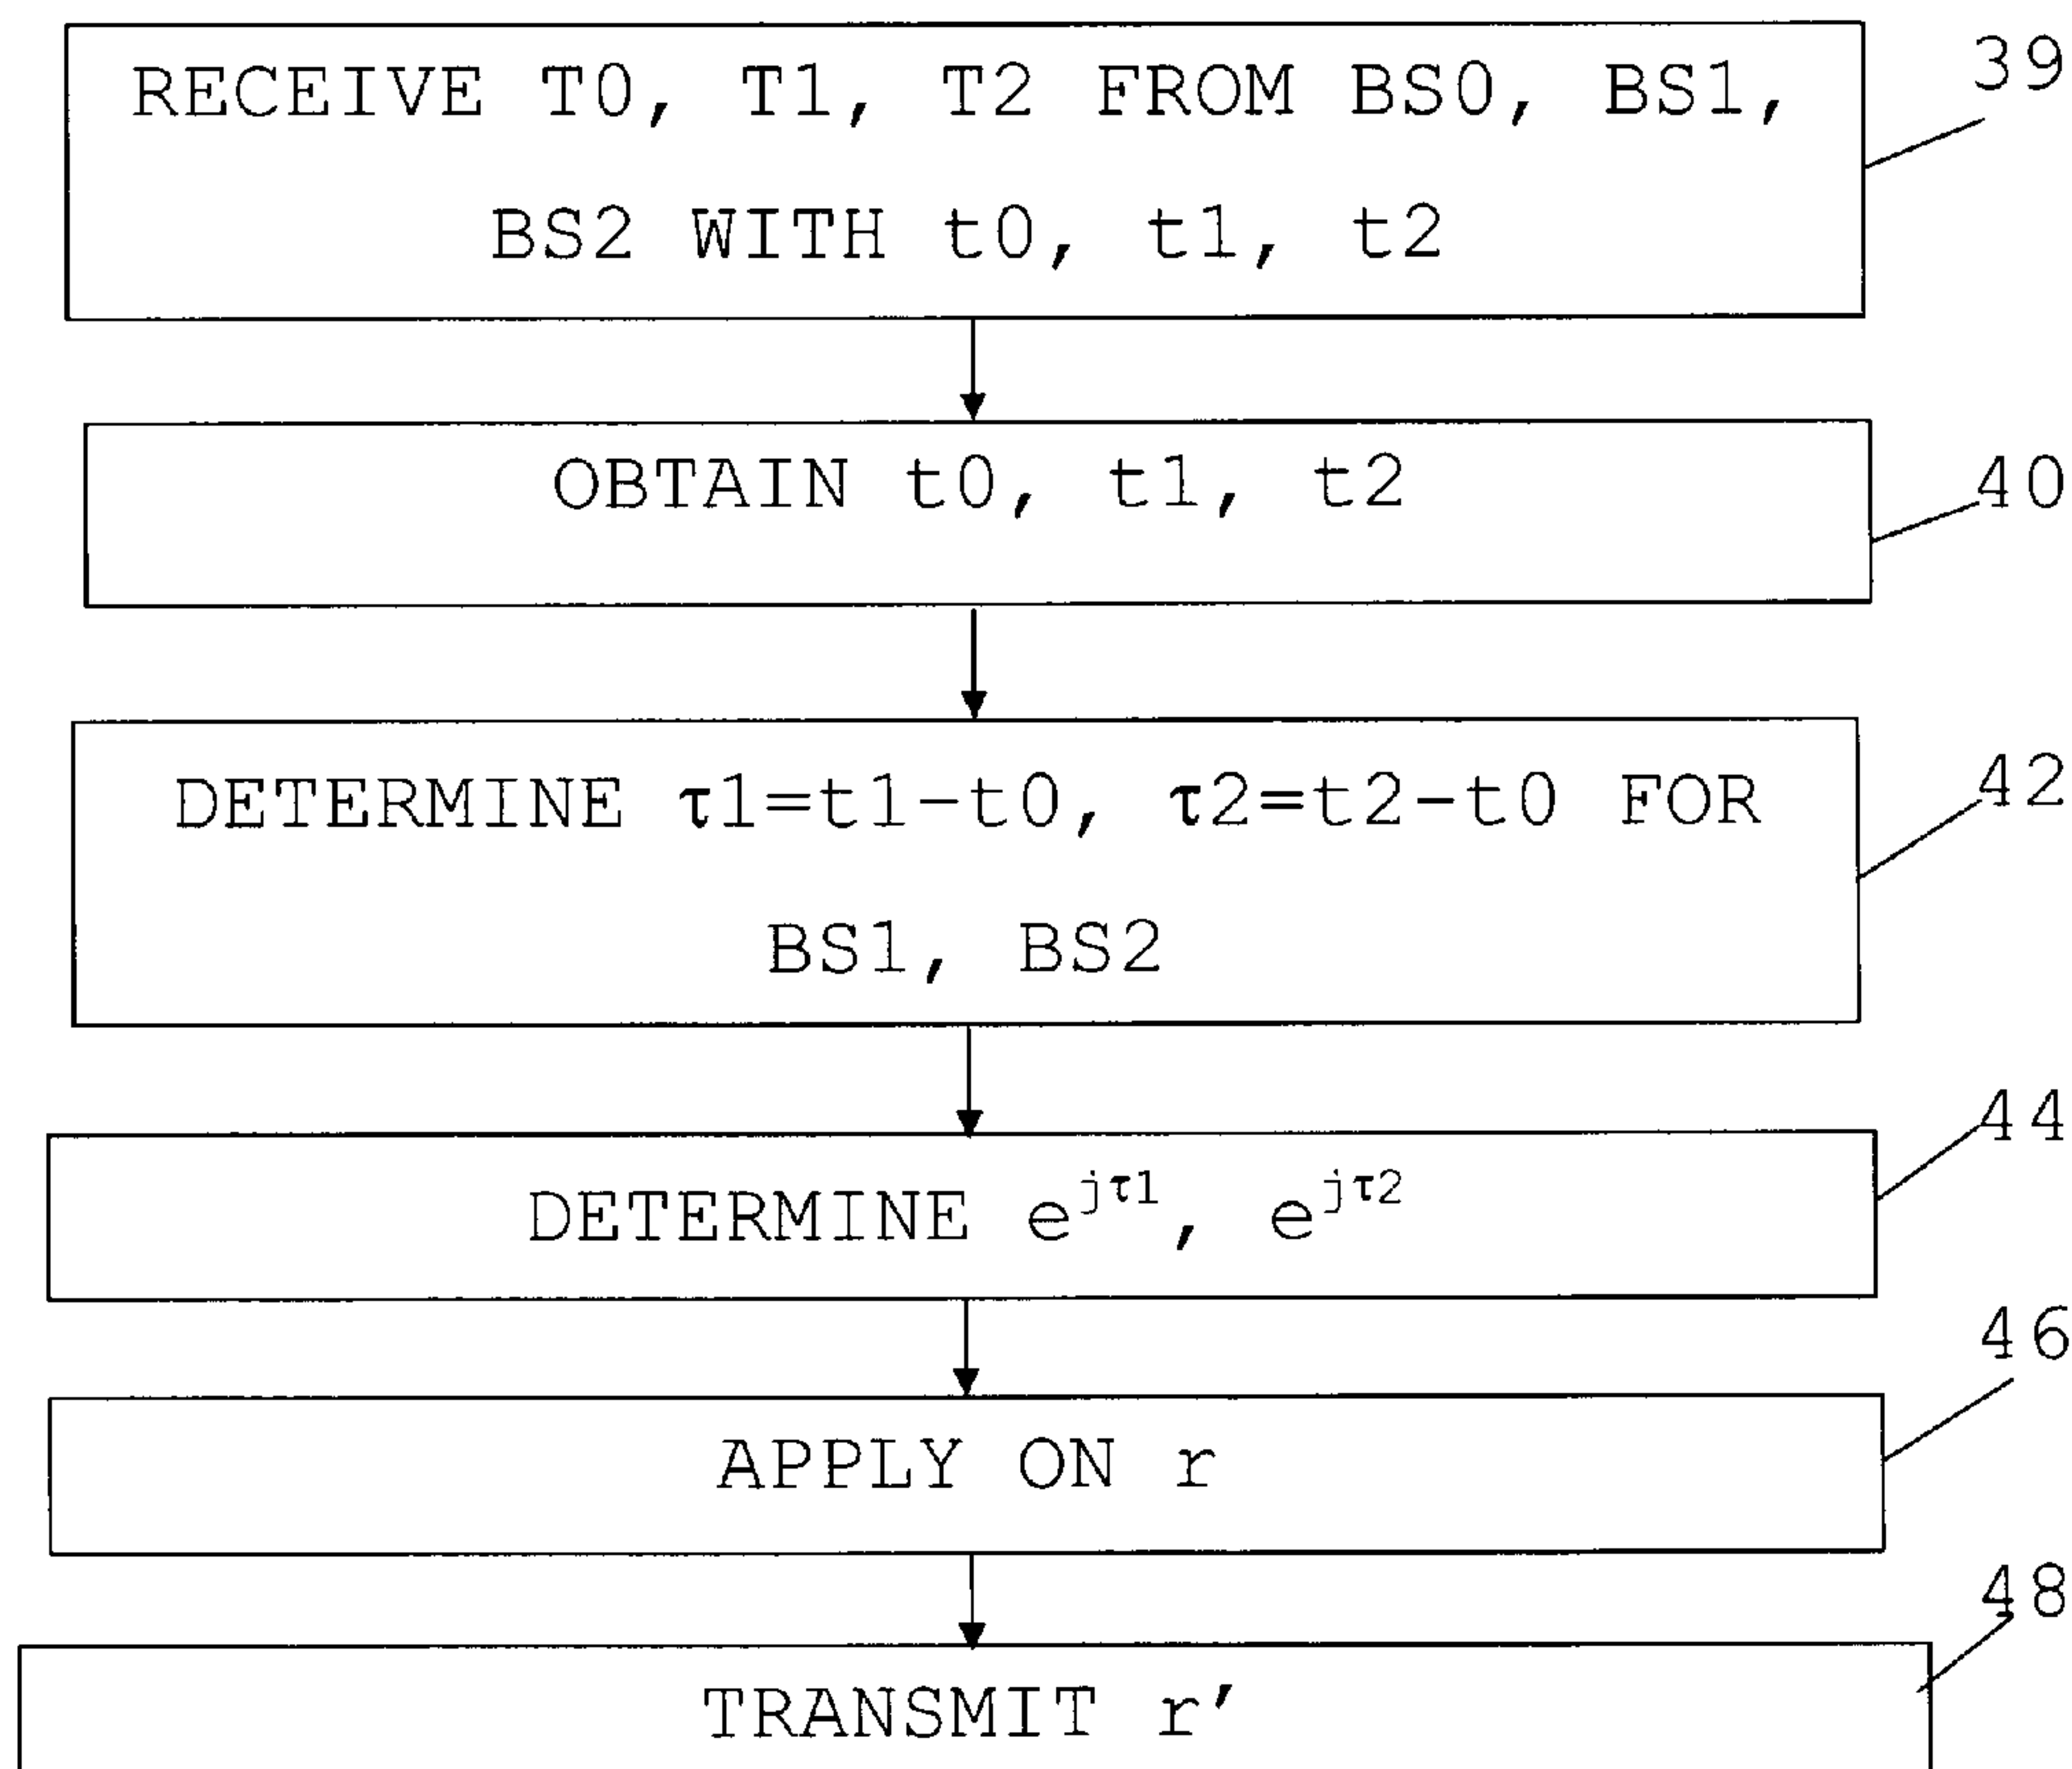 RECEIVE T0, T1, T2 FROM BS0, BS1,
BS2 WITH t0, t1, t2
39
OBTAIN t0, t1, t2
40
DETERMINE τ1=t1-t0, τ2=t2-t0 FOR
BS1, BS2
42
DETERMINE e^jτ1, e^jτ2
44
APPLY ON r
46
TRANSMIT r'
48